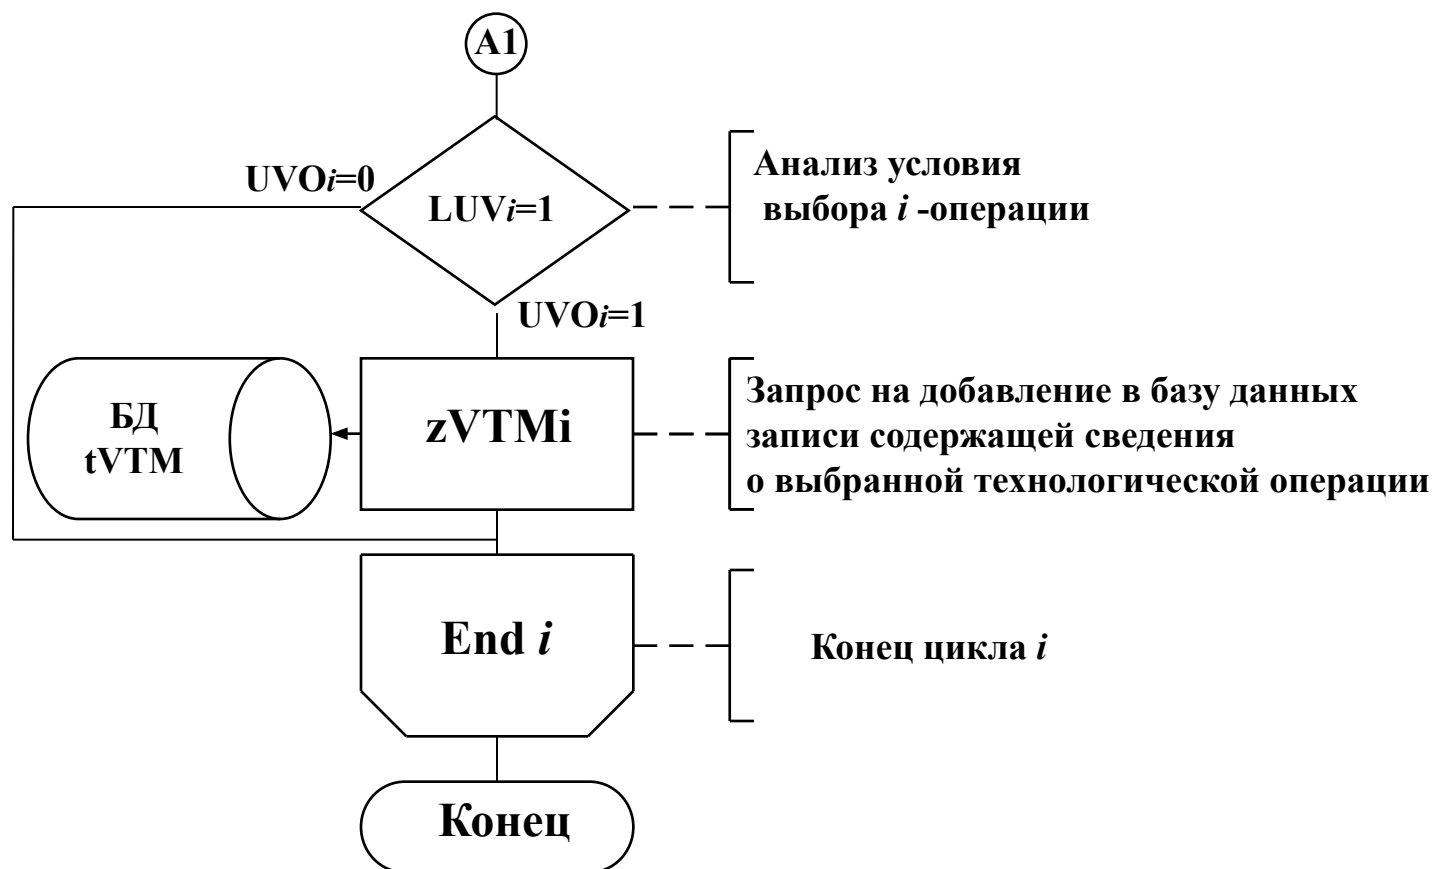 A1
UVOi=0
LUVi=1
Анализ условия
выбора i -операции
UVOi=1
БД
tVTM
zVTMi
Запрос на добавление в базу данных
записи содержащей сведения
о выбранной технологической операции
End i
Конец цикла i
Конец